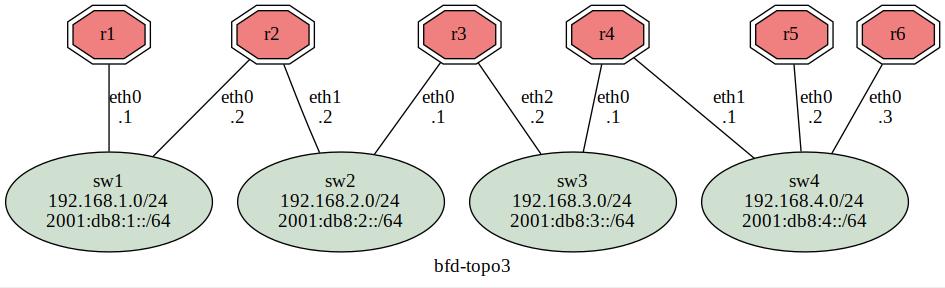 r1
r2
r3
r4
r5
r6
eth0
.1
eth0
.2
eth1
.2
eth0
.1
eth2
.2
eth0
.1
eth1
.1
eth0
.2
eth0
.3
sw1
192.168.1.0/24
2001:db8:1::/64
sw2
192.168.2.0/24
2001:db8:2::/64
sw3
192.168.3.0/24
2001:db8:3::/64
sw4
192.168.4.0/24
2001:db8:4::/64
bfd-topo3